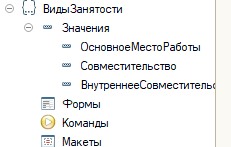 ВидыЗанятости
Значения
ОсновноеМестоРаботы
Совместительство
ВнутреннееСовместительс
Формы
Команды
Макеты